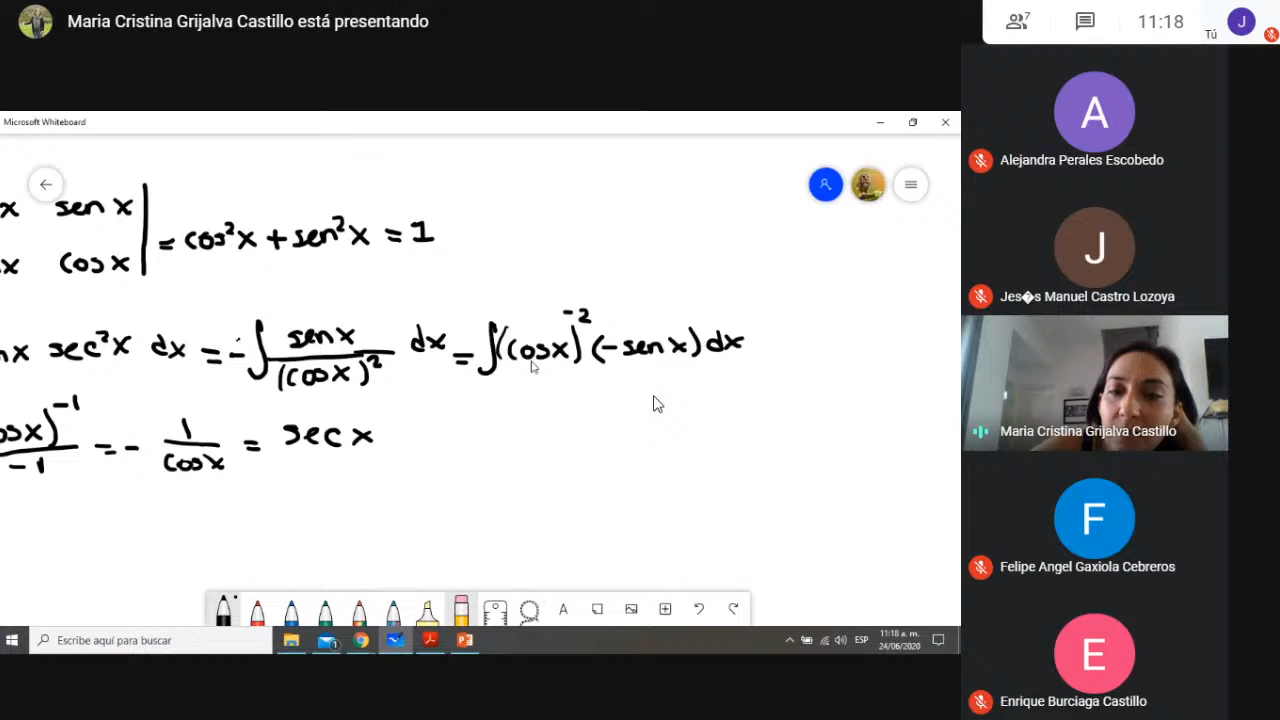 Maria Cristina Grijalva Castillo está presentando
7
11:18
J
Tú
Microsoft Whiteboard
x sen x
x cos x
= cos²x + sen²x = 1
nx sec²x dx = -∫ sen x / (cos x)² dx = ∫(cos x)⁻² (-sen x) dx
os x)⁻¹ / -1 = - 1 / cos x = sec x
A
Alejandra Perales Escobedo
J
Jes�s Manuel Castro Lozoya
Maria Cristina Grijalva Castillo
F
Felipe Angel Gaxiola Cebreros
E
Enrique Burciaga Castillo
A
Escribe aquí para buscar
1
ESP
11:18 a. m.
24/06/2020